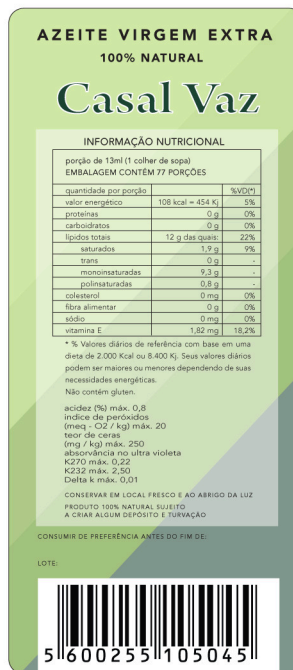 AZEITE VIRGEM EXTRA
100% NATURAL
Casal Vaz
INFORMAÇÃO NUTRICIONAL
porção de 13ml (1 colher de sopa)
EMBALAGEM CONTÉM 77 PORÇÕES
quantidade por porção %VD(*)
valor energético 108 kcal = 454 Kj 5%
proteínas 0 g 0%
carboidratos 0 g 0%
lípidos totais 12 g das quais: 22%
saturados 1,9 g 9%
trans 0 g -
monoinsaturadas 9,3 g -
polinsaturadas 0,8 g -
colesterol 0 mg 0%
fibra alimentar 0 g 0%
sódio 0 mg 0%
vitamina E 1,82 mg 18,2%
* % Valores diários de referência com base em uma
dieta de 2.000 Kcal ou 8.400 Kj. Seus valores diários
podem ser maiores ou menores dependendo de suas
necessidades energéticas.
Não contém gluten.
acidez (%) máx. 0,8
indice de peróxidos
(meq - O2 / kg) máx. 20
teor de ceras
(mg / kg) máx. 250
absorvância no ultra violeta
K270 máx. 0,22
K232 máx. 2,50
Delta k máx. 0,01
CONSERVAR EM LOCAL FRESCO E AO ABRIGO DA LUZ
PRODUTO 100% NATURAL SUJEITO
A CRIAR ALGUM DEPÓSITO E TURVAÇÃO
CONSUMIR DE PREFERÊNCIA ANTES DO FIM DE:
LOTE:
5 600255 105045